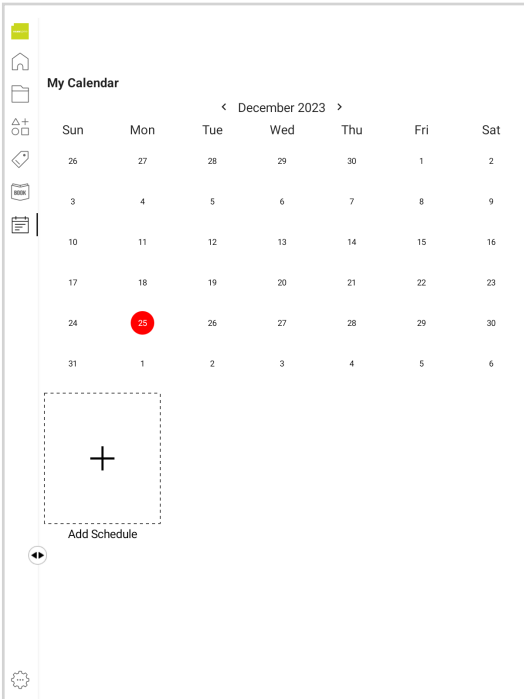 My Calendar
December 2023
Sun Mon Tue Wed Thu Fri Sat
26 27 28 29 30 1 2
3 4 5 6 7 8 9
BOOK
10 11 12 13 14 15 16
17 18 19 20 21 22 23
24 25 26 27 28 29 30
31 1 2 3 4 5 6
Add Schedule